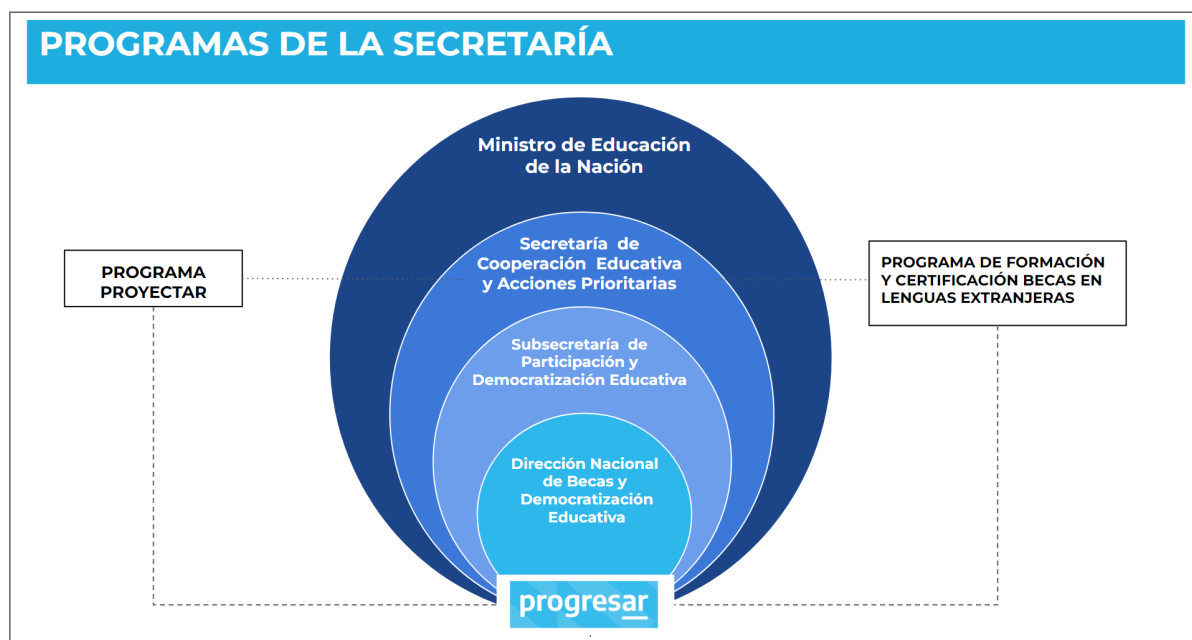 PROGRAMAS DE LA SECRETARÍA
Ministro de Educación
de la Nación
Secretaría de
Cooperación Educativa
y Acciones Prioritarias
PROGRAMA
PROYECTAR
PROGRAMA DE FORMACIÓN
Y CERTIFICACIÓN BECAS EN
LENGUAS EXTRANJERAS
Subsecretaría de
Participación y
Democratización Educativa
Dirección Nacional
de Becas y
Democratización
Educativa
progresar